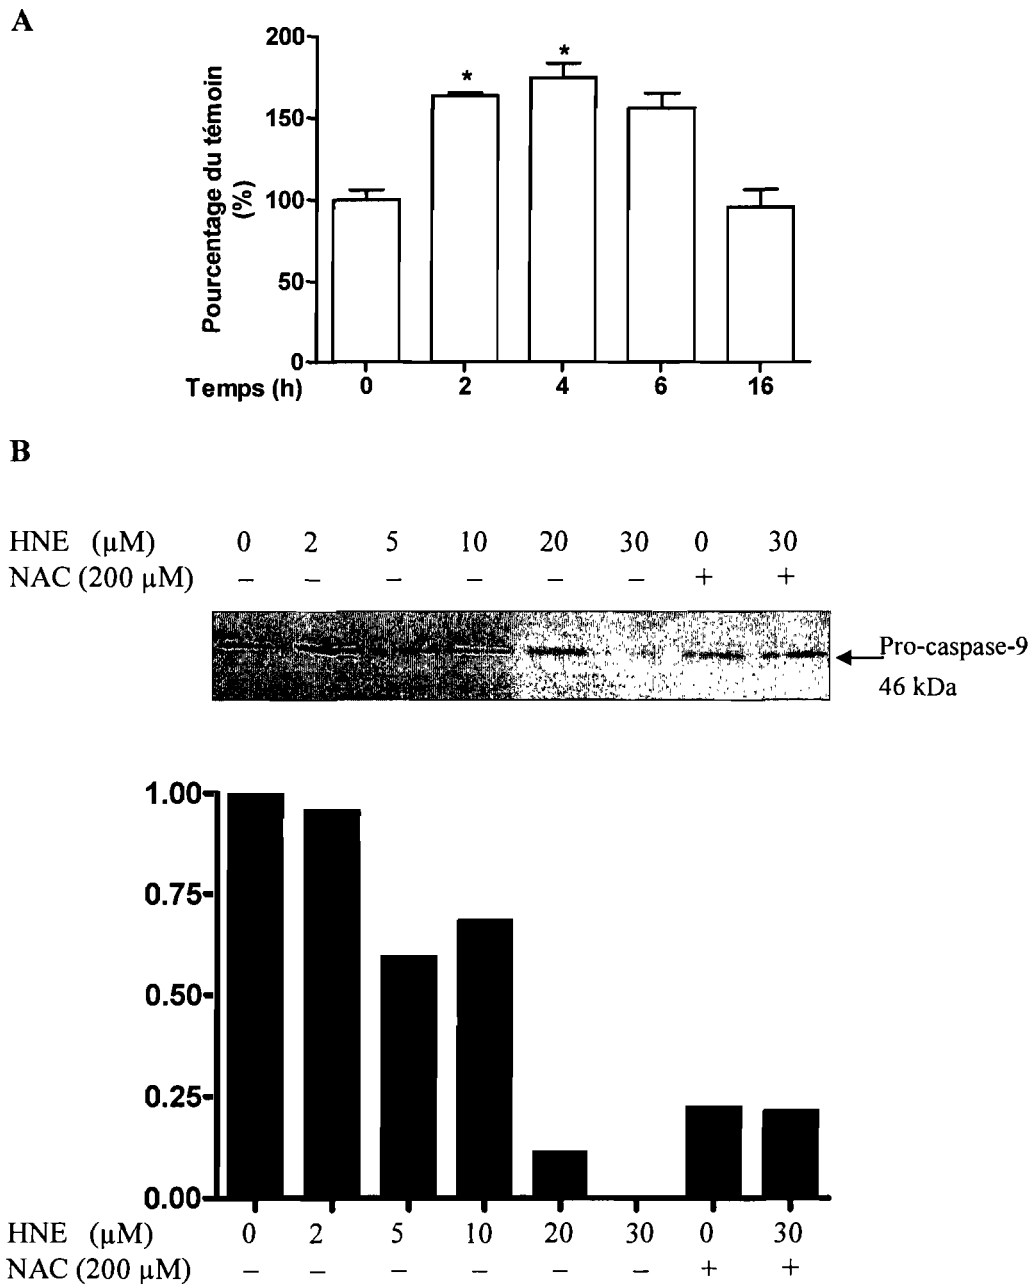 A
200
150
100
50
0
Pourcentage du témoin
(%)
Temps (h) 0 2 4 6 16
* *
B
HNE (µM) 0 2 5 10 20 30 0 30
NAC (200 µM) – – – – – – + +
Pro-caspase-9
46 kDa
1.00
0.75
0.50
0.25
0.00
HNE (µM) 0 2 5 10 20 30 0 30
NAC (200 µM) – – – – – – + +